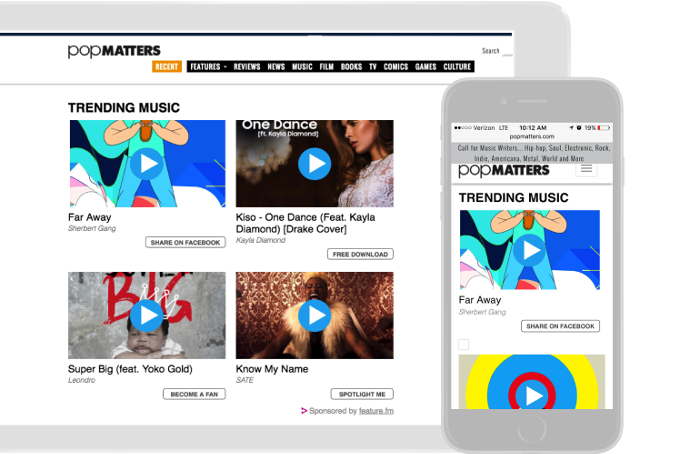 popMATTERS
Search
RECENT FEATURES REVIEWS NEWS MUSIC FILM BOOKS TV COMICS GAMES CULTURE
TRENDING MUSIC
One Dance
[ft. Kayla Diamond]
Far Away
Sherbert Gang
SHARE ON FACEBOOK
Kiso - One Dance (Feat. Kayla
Diamond) [Drake Cover]
Kayla Diamond
FREE DOWNLOAD
Super Big (feat. Yoko Gold)
Leondro
BECOME A FAN
Know My Name
SATE
SPOTLIGHT ME
Sponsored by feature.fm
Verizon LTE 10:12 AM 19%
popmatters.com
Call for Music Writers... Hip-hop, Soul, Electronic, Rock,
Indie, Americana, Metal, World and More
popMATTERS
TRENDING MUSIC
Far Away
Sherbert Gang
SHARE ON FACEBOOK